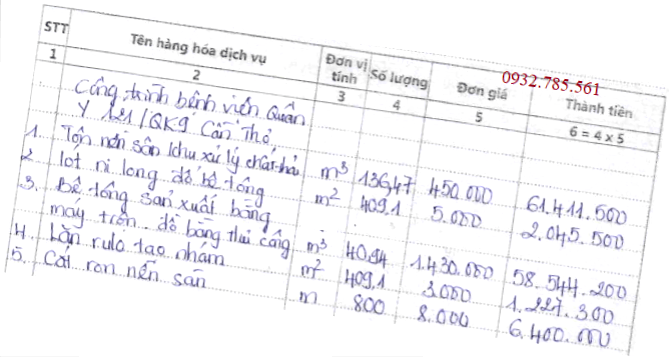 STT Tên hàng hóa dịch vụ Đơn vị tính Số lượng Đơn giá Thành tiền
0932.785.561
1 2 3 4 5 6 = 4 x 5
Công trình bệnh viện Quân
Y 121/QK9 Cần Thơ
1. Tôn nền sân khu xử lý chất thải m³ 136,47 450.000 61.411.500
2. lót ni long đổ bê tông m² 409.1 5.000 2.045.500
3. Bê tông sản xuất bằng
máy trộn. đổ bằng thủ công m³ 40,94 1.430.000 58.544.200
4. Lăn rulo tạo nhám m² 409.1 3.000 1.227.300
5. Cắt ron nền sân m 800 8.000 6.400.000